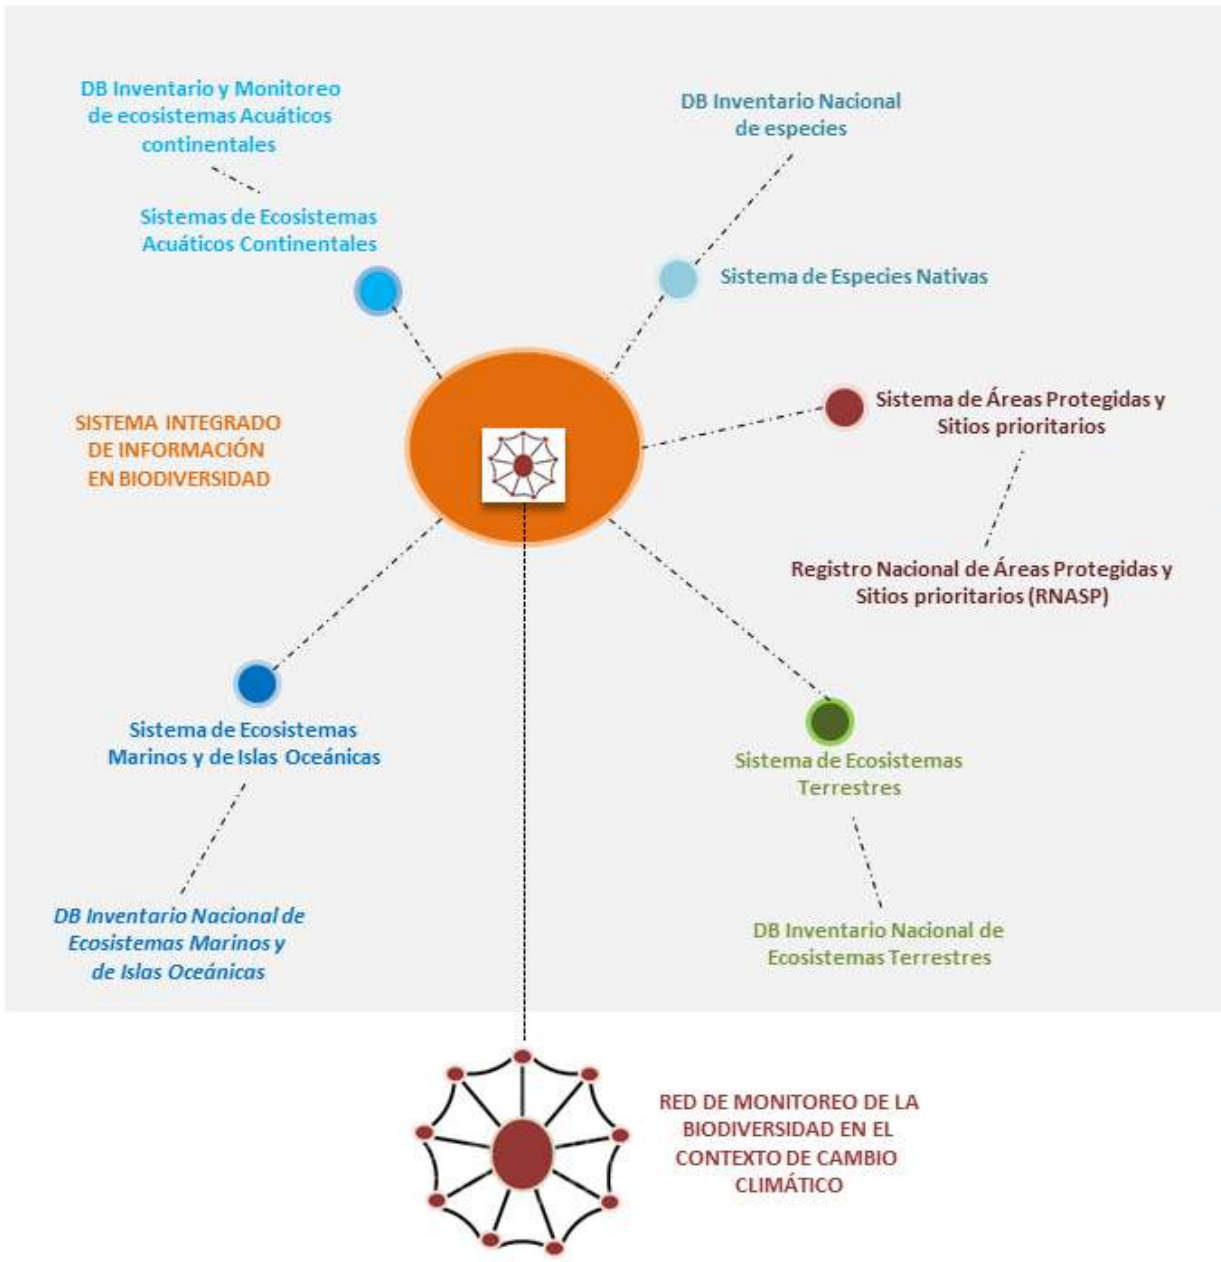 DB Inventario y Monitoreo
de ecosistemas Acuáticos
continentales
DB Inventario Nacional
de especies
Sistemas de Ecosistemas
Acuáticos Continentales
Sistema de Especies Nativas
Sistema de Áreas Protegidas y
Sitios prioritarios
SISTEMA INTEGRADO
DE INFORMACIÓN
EN BIODIVERSIDAD
Registro Nacional de Áreas Protegidas y
Sitios prioritarios (RNASP)
Sistema de Ecosistemas
Marinos y de Islas Oceánicas
Sistema de Ecosistemas
Terrestres
DB Inventario Nacional de
Ecosistemas Marinos y
de Islas Oceánicas
DB Inventario Nacional de
Ecosistemas Terrestres
RED DE MONITOREO DE LA
BIODIVERSIDAD EN EL
CONTEXTO DE CAMBIO
CLIMÁTICO